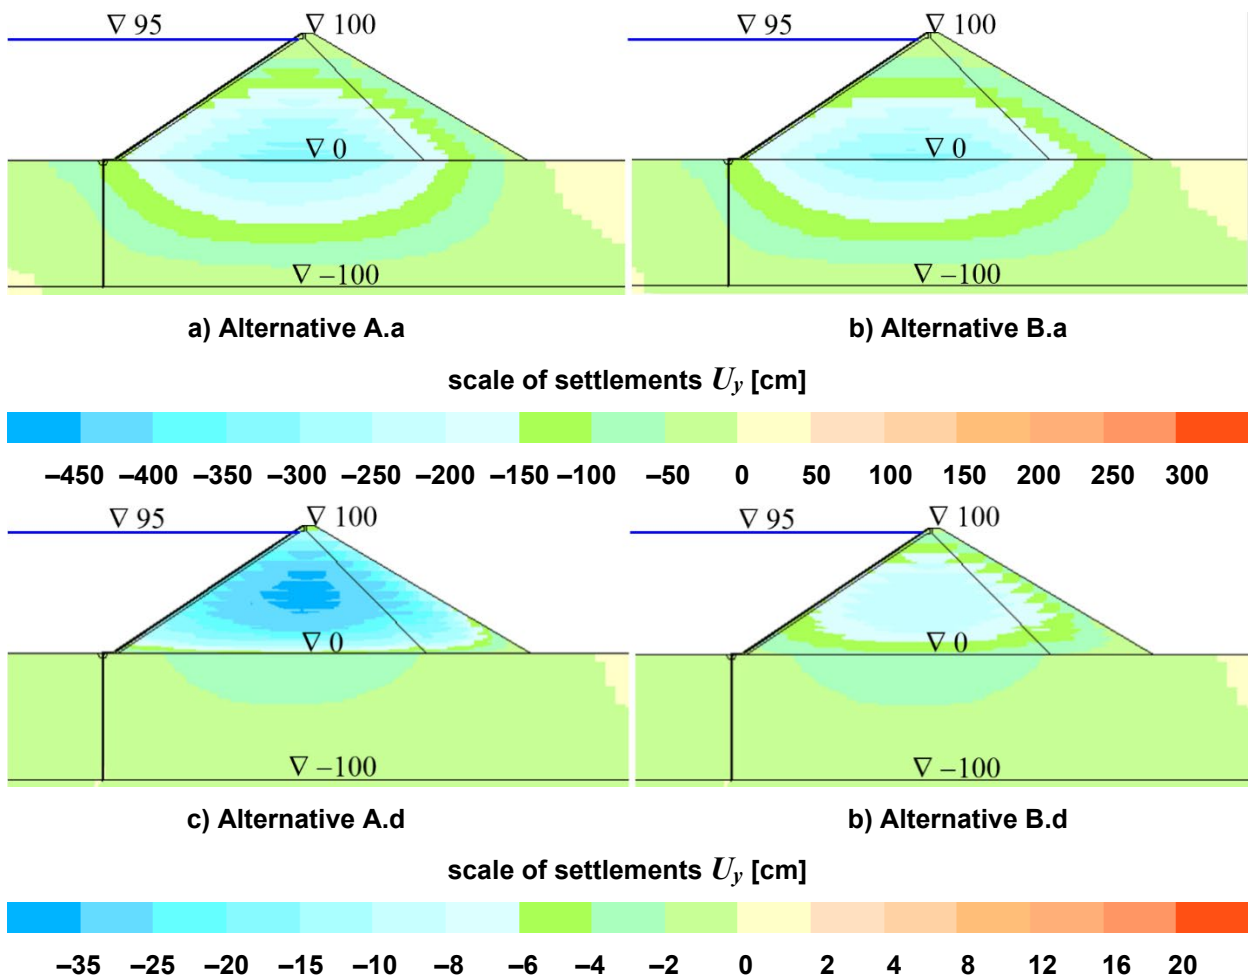 ∇ 95 ∇ 100 ∇ 95 ∇ 100
∇ 0 ∇ 0
∇ –100 ∇ –100
a) Alternative A.a b) Alternative B.a
scale of settlements Uy [cm]
–450 –400 –350 –300 –250 –200 –150 –100 –50 0 50 100 150 200 250 300
∇ 95 ∇ 100 ∇ 95 ∇ 100
∇ 0 ∇ 0
∇ –100 ∇ –100
c) Alternative A.d b) Alternative B.d
scale of settlements Uy [cm]
–35 –25 –20 –15 –10 –8 –6 –4 –2 0 2 4 8 12 16 20